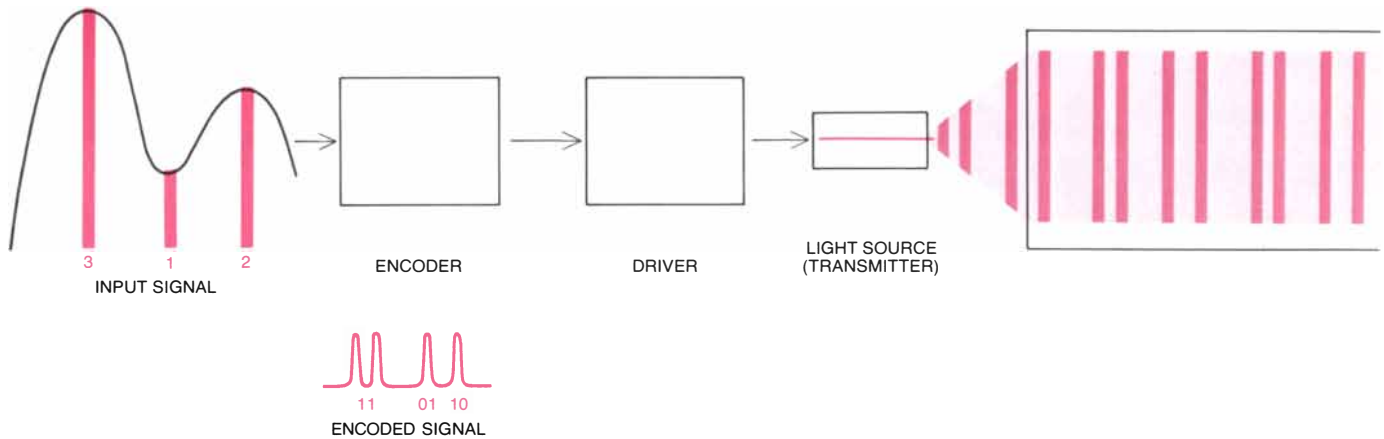 3 1 2
INPUT SIGNAL
ENCODER
DRIVER
LIGHT SOURCE
(TRANSMITTER)
11 01 10
ENCODED SIGNAL